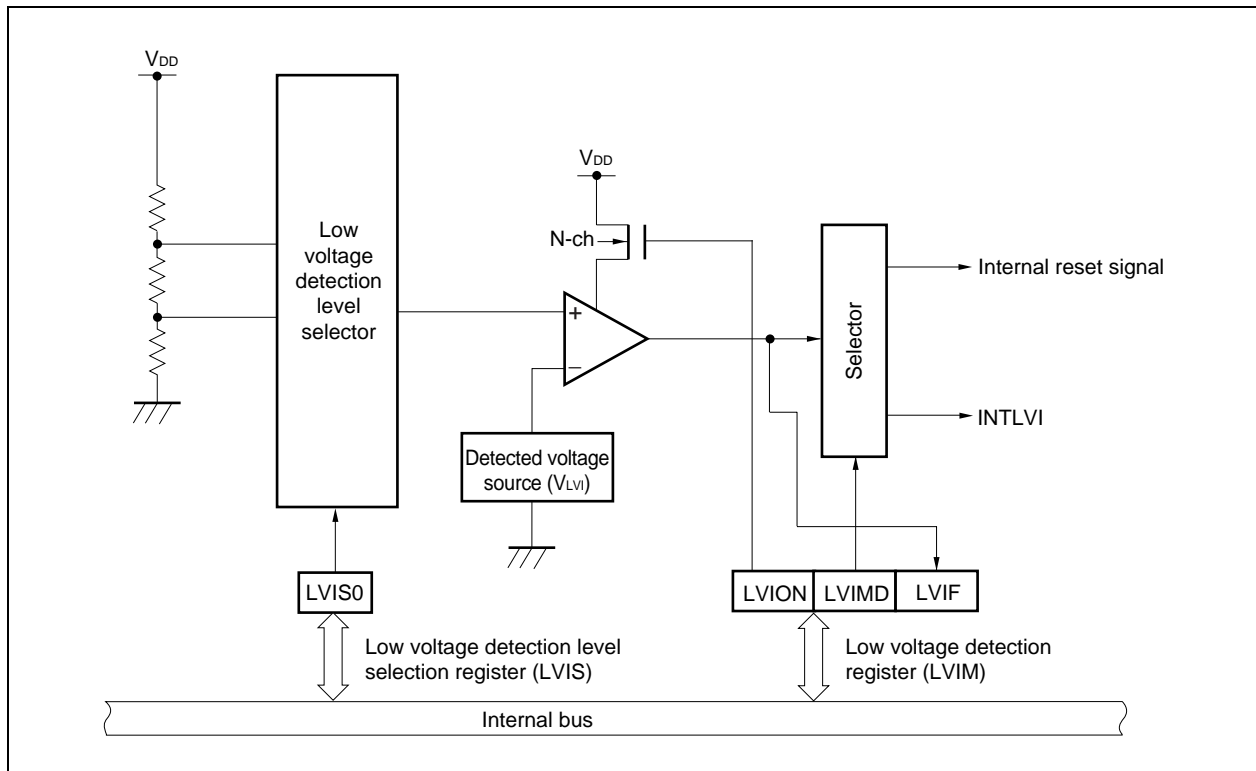 VDD
Low
voltage
detection
level
selector
VDD
N-ch
+
−
Detected voltage
source (VLVI)
Selector
Internal reset signal
INTLVI
LVIS0
LVION
LVIMD
LVIF
Low voltage detection level
selection register (LVIS)
Low voltage detection
register (LVIM)
Internal bus